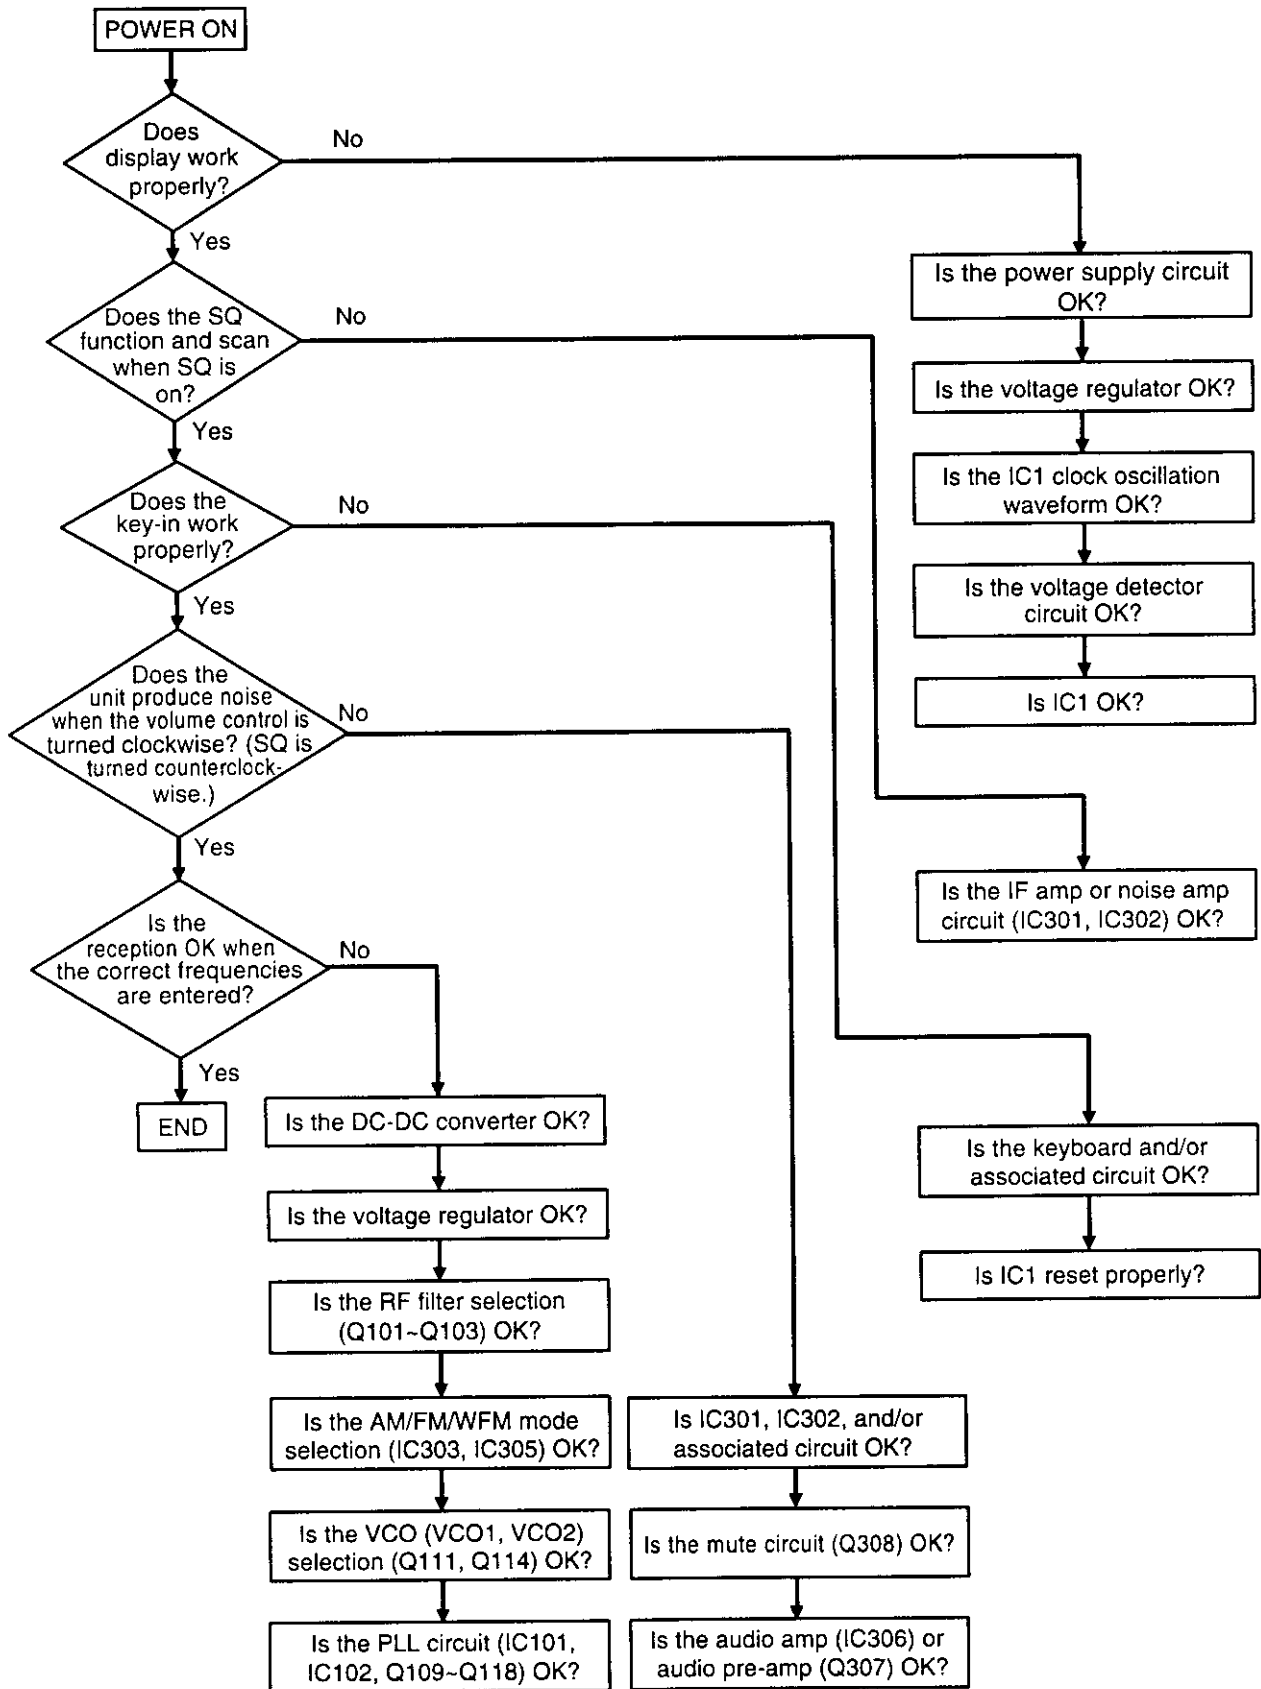 POWER ON
Does
display work
properly?
No
Yes
Does the SQ
function and scan
when SQ is
on?
No
Yes
Does the
key-in work
properly?
No
Yes
Does the
unit produce noise
when the volume control is
turned clockwise? (SQ is
turned counterclock-
wise.)
No
Yes
Is the
reception OK when
the correct frequencies
are entered?
No
Yes
END
Is the power supply circuit
OK?
Is the voltage regulator OK?
Is the IC1 clock oscillation
waveform OK?
Is the voltage detector
circuit OK?
Is IC1 OK?
Is the IF amp or noise amp
circuit (IC301, IC302) OK?
Is the keyboard and/or
associated circuit OK?
Is IC1 reset properly?
Is the DC-DC converter OK?
Is the voltage regulator OK?
Is the RF filter selection
(Q101~Q103) OK?
Is the AM/FM/WFM mode
selection (IC303, IC305) OK?
Is the VCO (VCO1, VCO2)
selection (Q111, Q114) OK?
Is the PLL circuit (IC101,
IC102, Q109~Q118) OK?
Is IC301, IC302, and/or
associated circuit OK?
Is the mute circuit (Q308) OK?
Is the audio amp (IC306) or
audio pre-amp (Q307) OK?